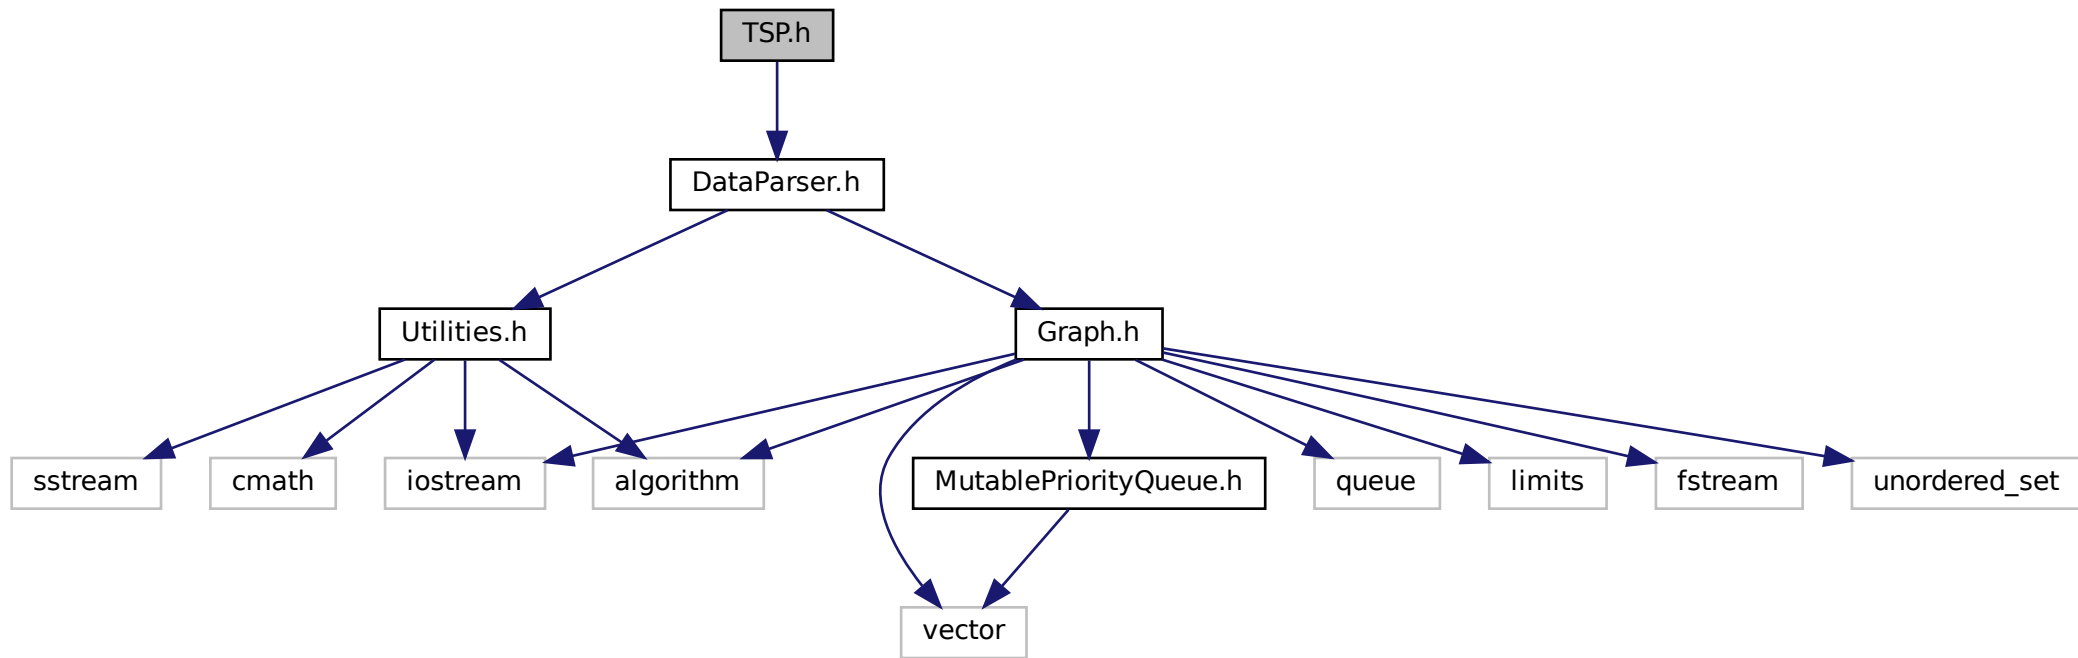 TSP.h
DataParser.h
Utilities.h
Graph.h
sstream
cmath
iostream
algorithm
MutablePriorityQueue.h
queue
limits
fstream
unordered_set
vector